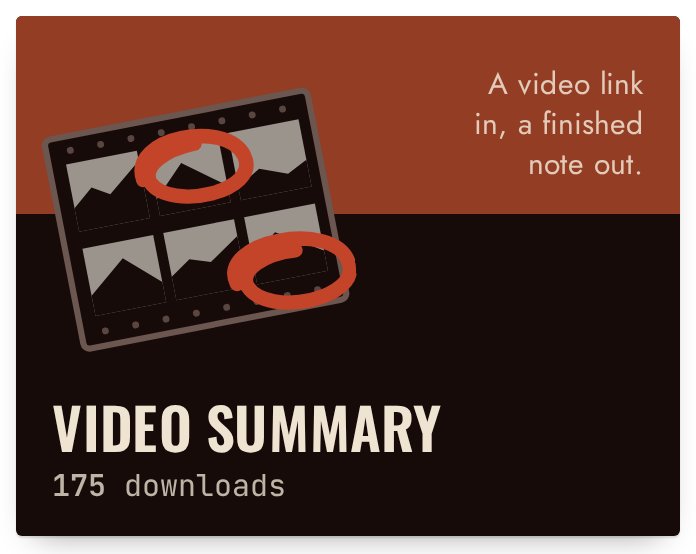 A video link
in, a finished
note out.
VIDEO SUMMARY
175 downloads